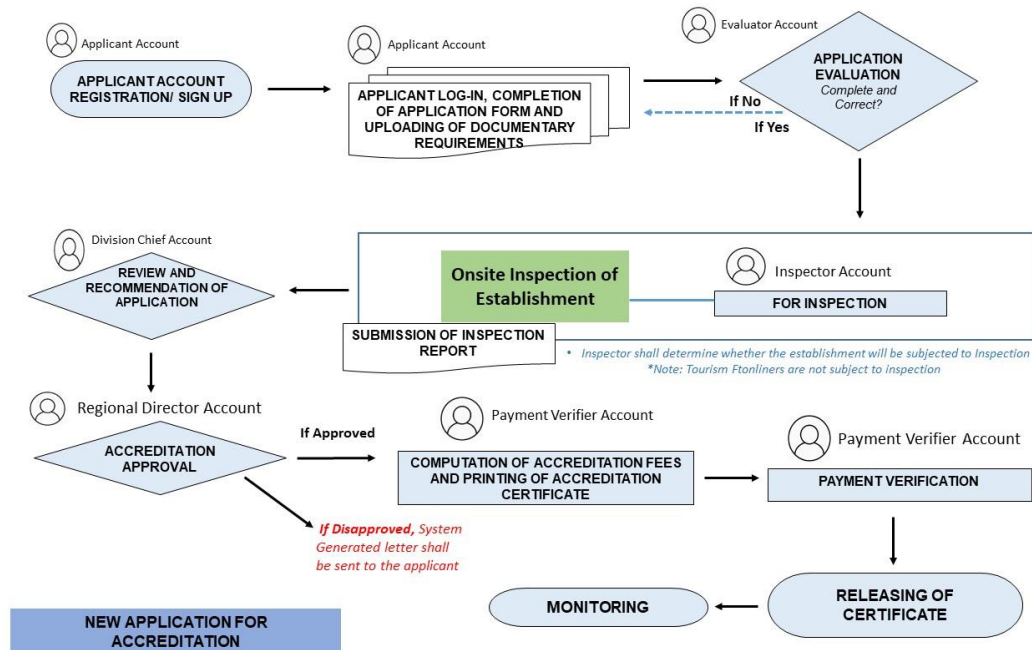 Applicant Account
APPLICANT ACCOUNT
REGISTRATION/ SIGN UP
Applicant Account
APPLICANT LOG-IN, COMPLETION
OF APPLICATION FORM AND
UPLOADING OF DOCUMENTARY
REQUIREMENTS
Evaluator Account
APPLICATION
EVALUATION
Complete and
Correct?
If No
If Yes
Division Chief Account
REVIEW AND
RECOMMENDATION OF
APPLICATION
Onsite Inspection of
Establishment
Inspector Account
FOR INSPECTION
SUBMISSION OF INSPECTION
REPORT
• Inspector shall determine whether the establishment will be subjected to Inspection
*Note: Tourism Ftonliners are not subject to inspection
Regional Director Account
ACCREDITATION
APPROVAL
If Approved
If Disapproved, System
Generated letter shall
be sent to the applicant
Payment Verifier Account
COMPUTATION OF ACCREDITATION FEES
AND PRINTING OF ACCREDITATION
CERTIFICATE
Payment Verifier Account
PAYMENT VERIFICATION
RELEASING OF
CERTIFICATE
MONITORING
NEW APPLICATION FOR
ACCREDITATION